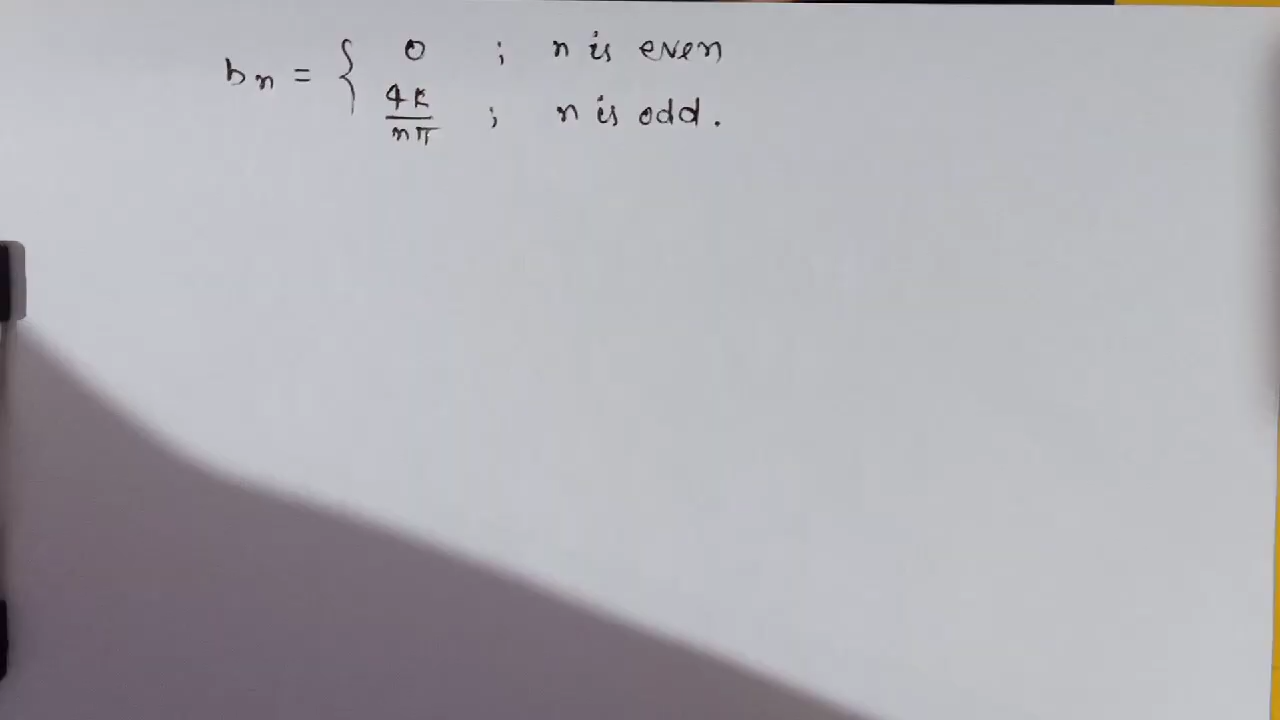 bn = { 0 ; n is even
4k/nπ ; n is odd.